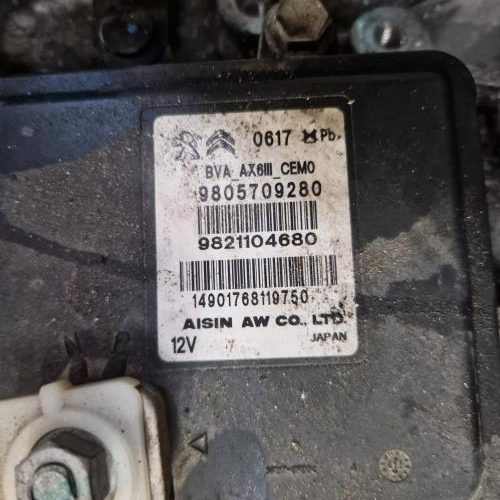 0617 Pb
BVA_AX6III_CEMO
9805709280
9821104680
14901768119750
AISIN AW CO., LTD
12V JAPAN
N P